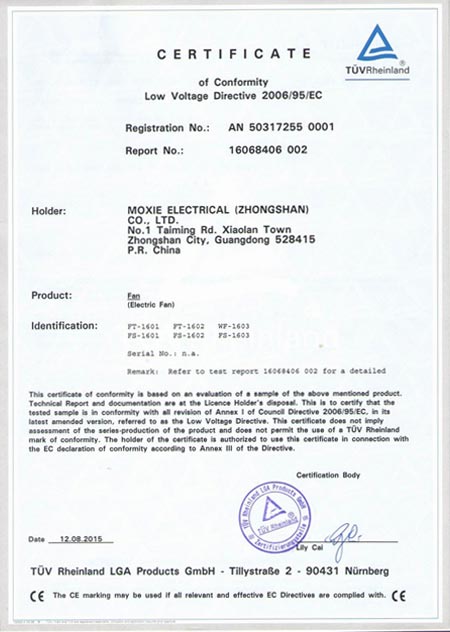 CERTIFICATE
TÜVRheinland®
of Conformity
Low Voltage Directive 2006/95/EC
Registration No.: AN 50317255 0001
Report No.: 16068406 002
Holder: MOXIE ELECTRICAL (ZHONGSHAN)
CO., LTD.
No.1 Taiming Rd. Xiaolan Town
Zhongshan City, Guangdong 528415
P.R. China
Product: Fan
(Electric Fan)
Identification: FT-1601 FT-1602 WF-1603
FS-1601 FS-1602 FS-1603
Serial No.: n.a.
Remark: Refer to test report 16068406 002 for a detailed
This certificate of conformity is based on an evaluation of a sample of the above mentioned product.
Technical Report and documentation are at the Licence Holder's disposal. This is to certify that the
tested sample is in conformity with all revision of Annex I of Council Directive 2006/95/EC, in its
latest amended version, referred to as the Low Voltage Directive. This certificate does not imply
assessment of the series-production of the product and does not permit the use of a TÜV Rheinland
mark of conformity. The holder of the certificate is authorized to use this certificate in connection with
the EC declaration of conformity according to Annex III of the Directive.
Certification Body
TÜV Rheinland LGA Products GmbH
TÜV Rheinland
Zertifizierungsstelle
Date 12.08.2015
Lily Cai
TÜV Rheinland LGA Products GmbH - Tillystraße 2 - 90431 Nürnberg
CE The CE marking may be used if all relevant and effective EC Directives are complied with. CE